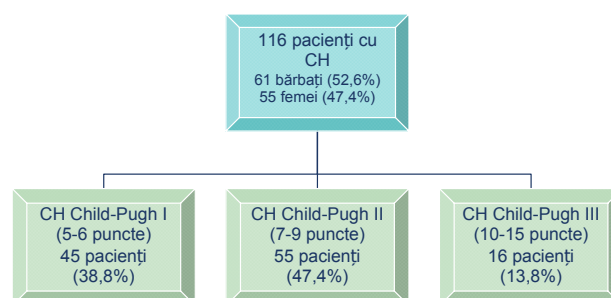 116 pacienți cu
CH
61 bărbați (52,6%)
55 femei (47,4%)
CH Child-Pugh I
(5-6 puncte)
45 pacienți
(38,8%)
CH Child-Pugh II
(7-9 puncte)
55 pacienți
(47,4%)
CH Child-Pugh III
(10-15 puncte)
16 pacienți
(13,8%)